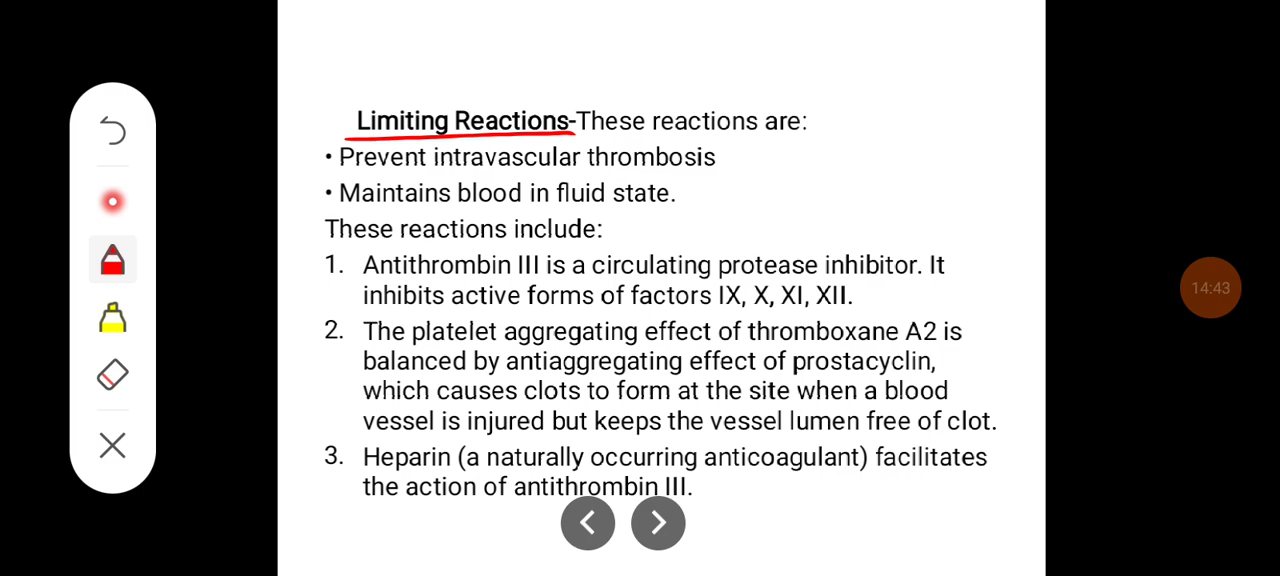 Limiting Reactions-These reactions are:
• Prevent intravascular thrombosis
• Maintains blood in fluid state.
These reactions include:
1. Antithrombin III is a circulating protease inhibitor. It
inhibits active forms of factors IX, X, XI, XII.
2. The platelet aggregating effect of thromboxane A2 is
balanced by antiaggregating effect of prostacyclin,
which causes clots to form at the site when a blood
vessel is injured but keeps the vessel lumen free of clot.
3. Heparin (a naturally occurring anticoagulant) facilitates
the action of antithrombin III.
14:43